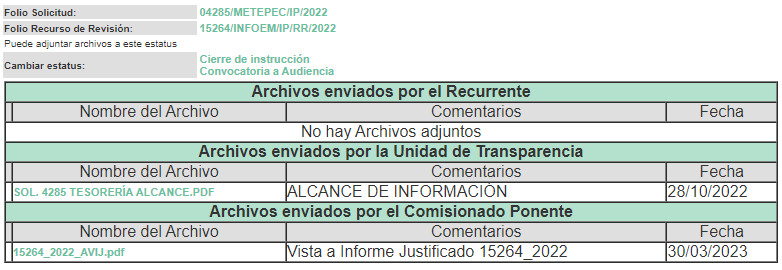 Folio Solicitud: 04285/METEPEC/IP/2022
Folio Recurso de Revisión: 15264/INFOEM/IP/RR/2022
Puede adjuntar archivos a este estatus
Cambiar estatus: Cierre de instrucción
Convocatoria a Audiencia
Archivos enviados por el Recurrente
Nombre del Archivo Comentarios Fecha
No hay Archivos adjuntos
Archivos enviados por la Unidad de Transparencia
Nombre del Archivo Comentarios Fecha
SOL. 4285 TESORERÍA ALCANCE.PDF ALCANCE DE INFORMACIÓN 28/10/2022
Archivos enviados por el Comisionado Ponente
Nombre del Archivo Comentarios Fecha
15264_2022_AVIJ.pdf Vista a Informe Justificado 15264_2022 30/03/2023